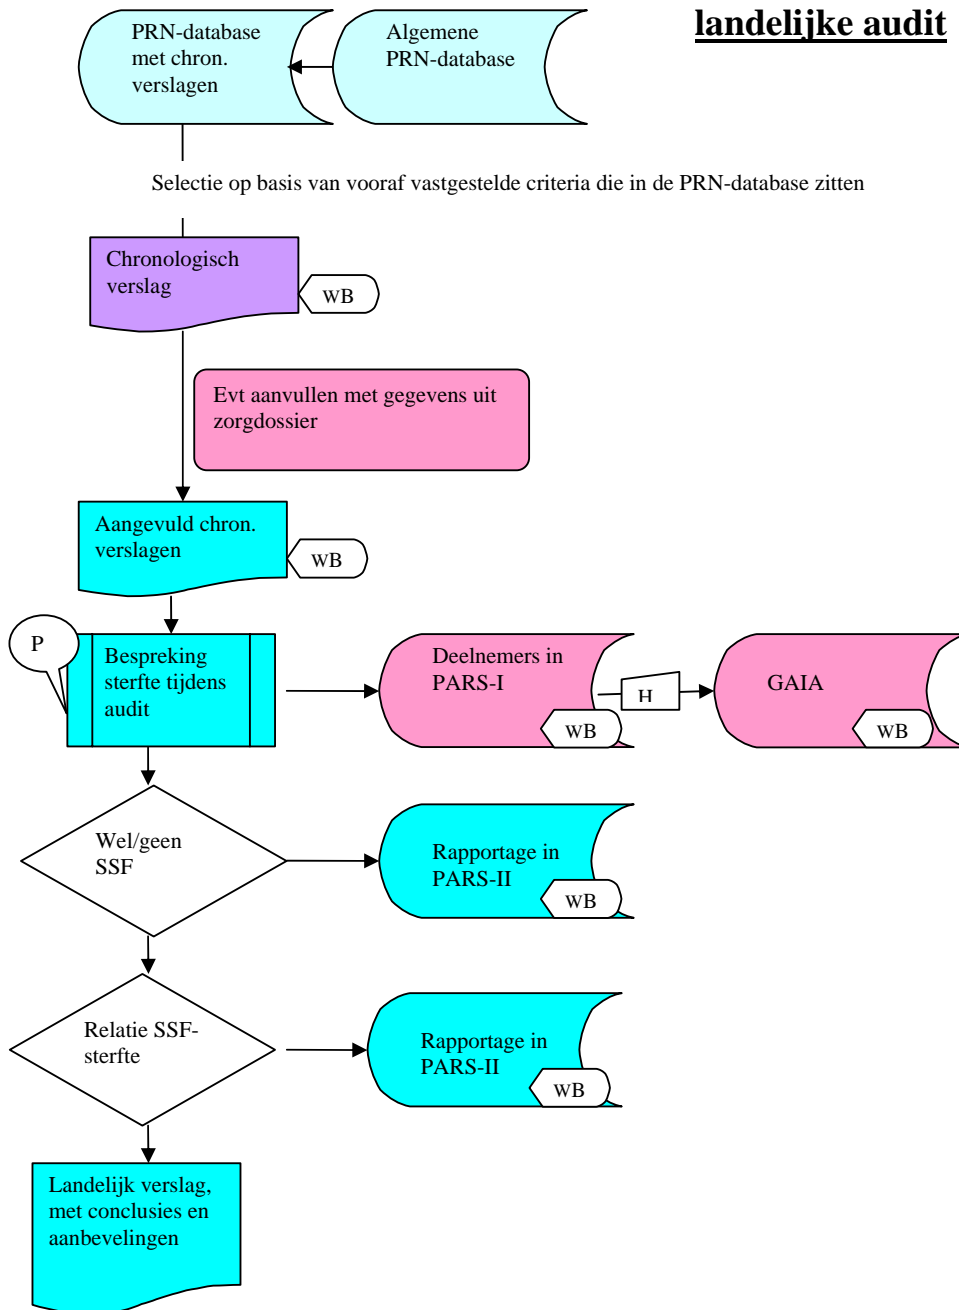 landelijke audit
PRN-database
met chron.
verslagen
Algemene
PRN-database
Selectie op basis van vooraf vastgestelde criteria die in de PRN-database zitten
Chronologisch
verslag
WB
Evt aanvullen met gegevens uit
zorgdossier
Aangevuld chron.
verslagen
WB
P
Bespreking
sterfte tijdens
audit
Deelnemers in
PARS-I
WB
H
GAIA
WB
Wel/geen
SSF
Rapportage in
PARS-II
WB
Relatie SSF-
sterfte
Rapportage in
PARS-II
WB
Landelijk verslag,
met conclusies en
aanbevelingen